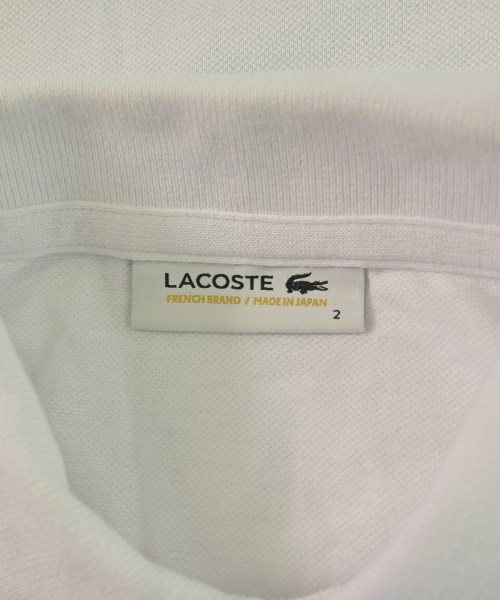 LACOSTE
FRENCH BRAND / MADE IN JAPAN
2